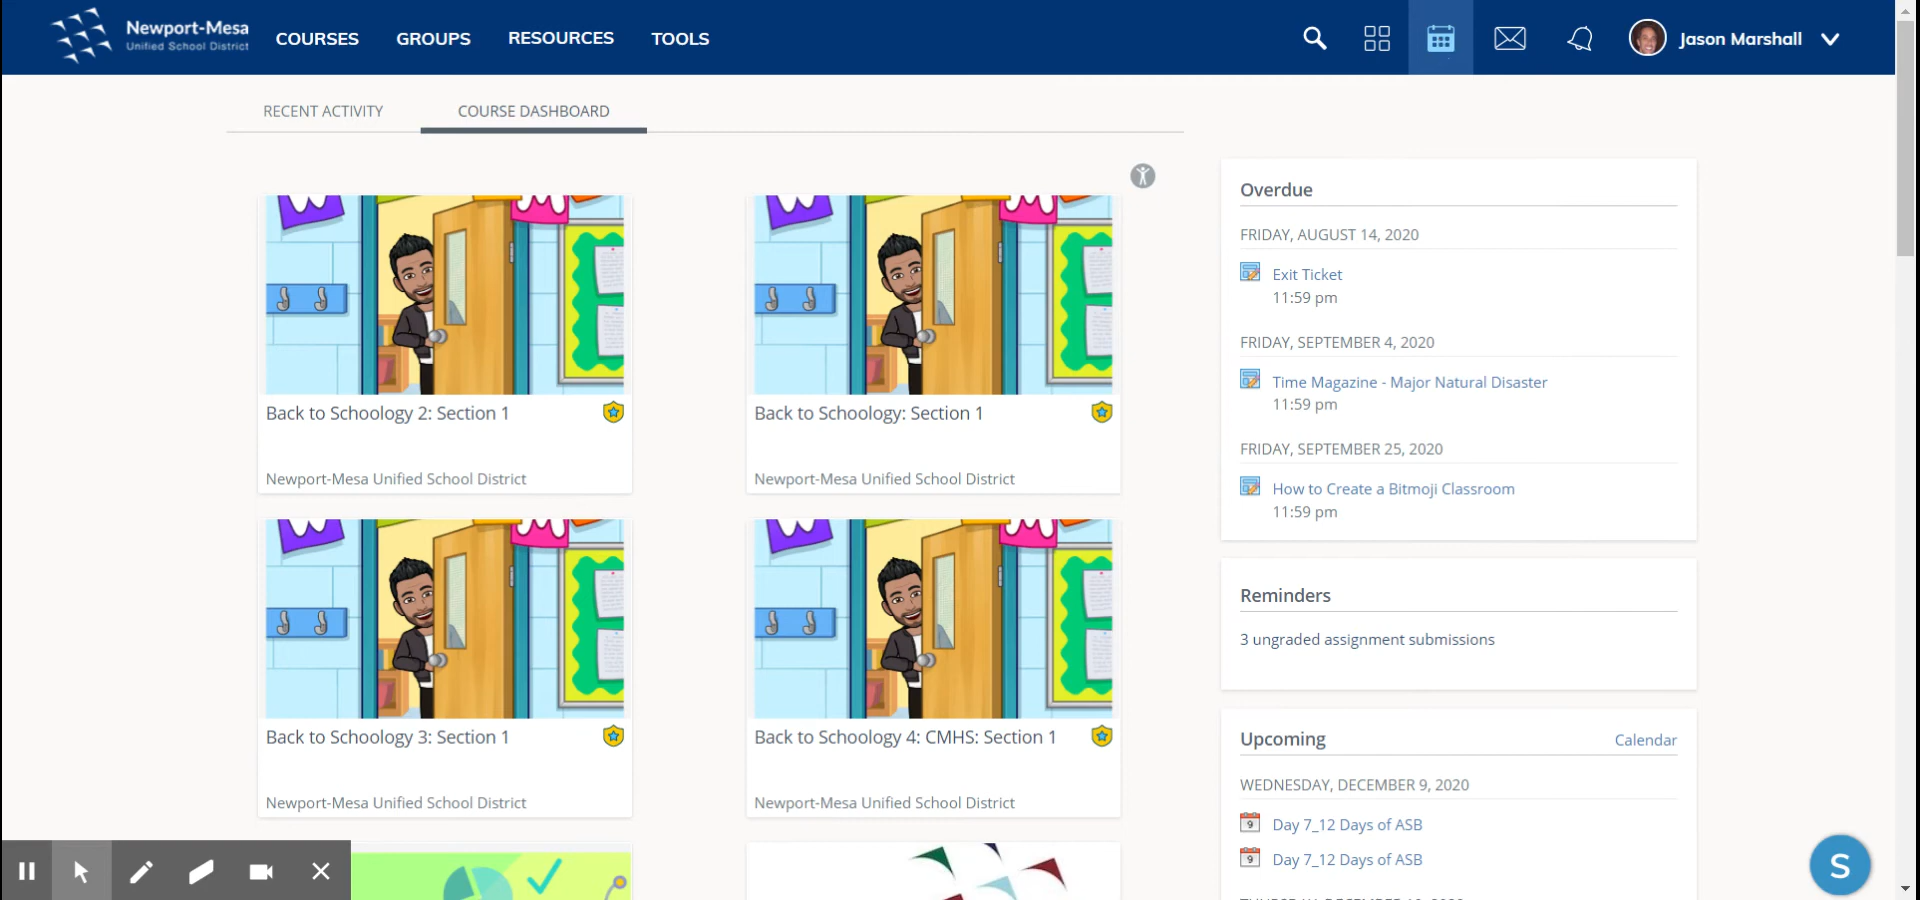 Newport-Mesa
Unified School District
COURSES
GROUPS
RESOURCES
TOOLS
Jason Marshall
RECENT ACTIVITY
COURSE DASHBOARD
Back to Schoology 2: Section 1
Newport-Mesa Unified School District
Back to Schoology: Section 1
Newport-Mesa Unified School District
Back to Schoology 3: Section 1
Newport-Mesa Unified School District
Back to Schoology 4: CMHS: Section 1
Newport-Mesa Unified School District
Overdue
FRIDAY, AUGUST 14, 2020
Exit Ticket
11:59 pm
FRIDAY, SEPTEMBER 4, 2020
Time Magazine - Major Natural Disaster
11:59 pm
FRIDAY, SEPTEMBER 25, 2020
How to Create a Bitmoji Classroom
11:59 pm
Reminders
3 ungraded assignment submissions
Upcoming
Calendar
WEDNESDAY, DECEMBER 9, 2020
9
Day 7_12 Days of ASB
9
Day 7_12 Days of ASB
S